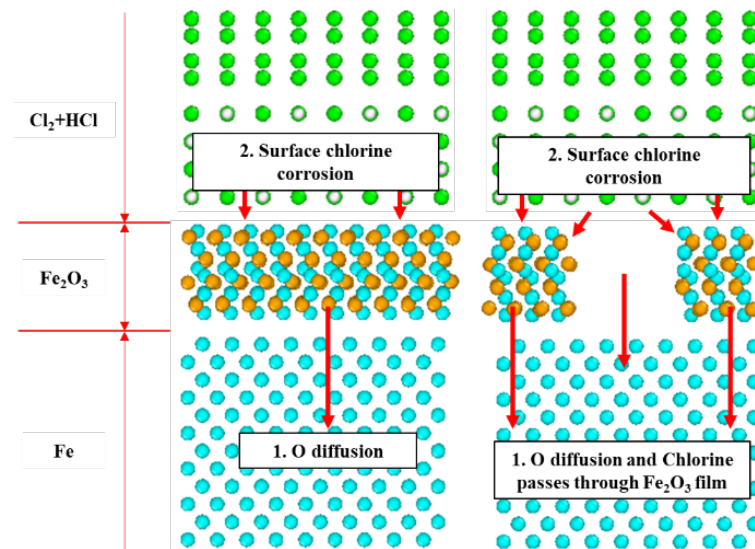 Cl₂+HCl
Fe₂O₃
Fe
2. Surface chlorine
corrosion
1. O diffusion
2. Surface chlorine
corrosion
1. O diffusion and Chlorine
passes through Fe₂O₃ film